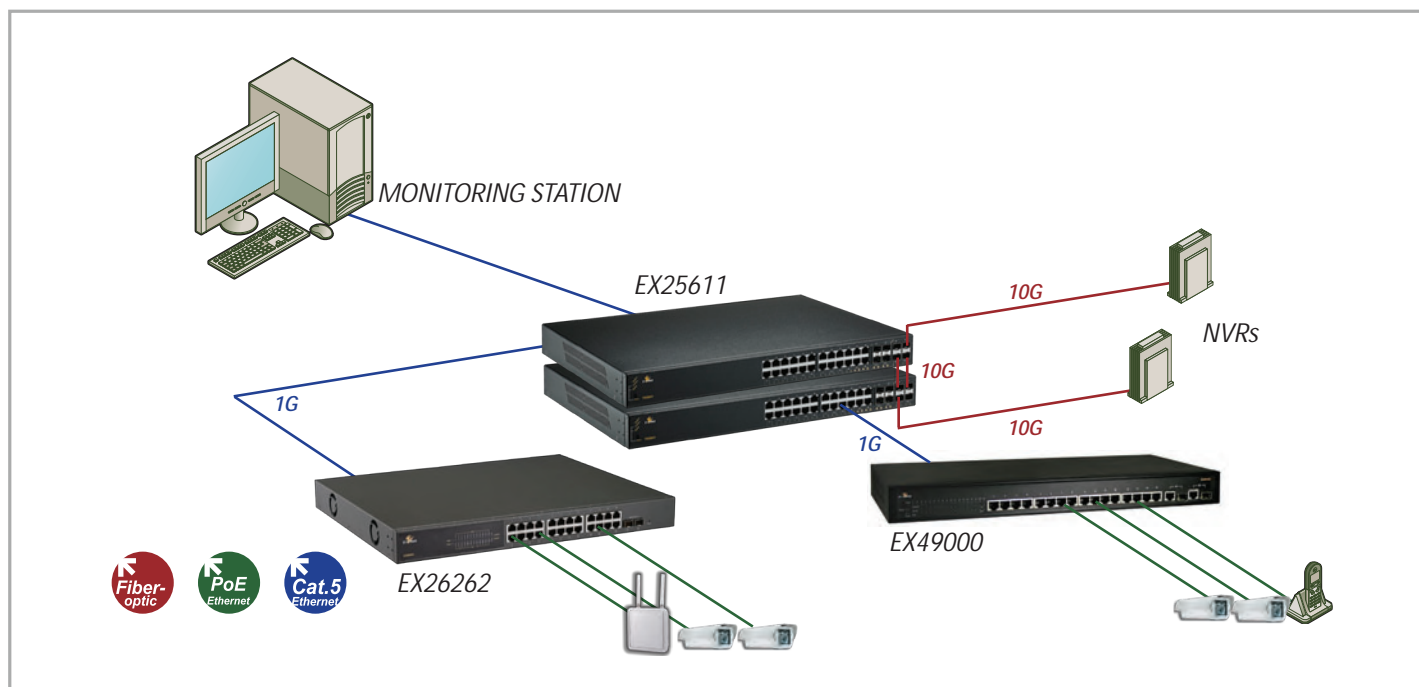 MONITORING STATION
EX25611
10G
NVRs
10G
1G
10G
1G
EX26262
EX49000
Fiber-
optic
PoE
Ethernet
Cat.5
Ethernet